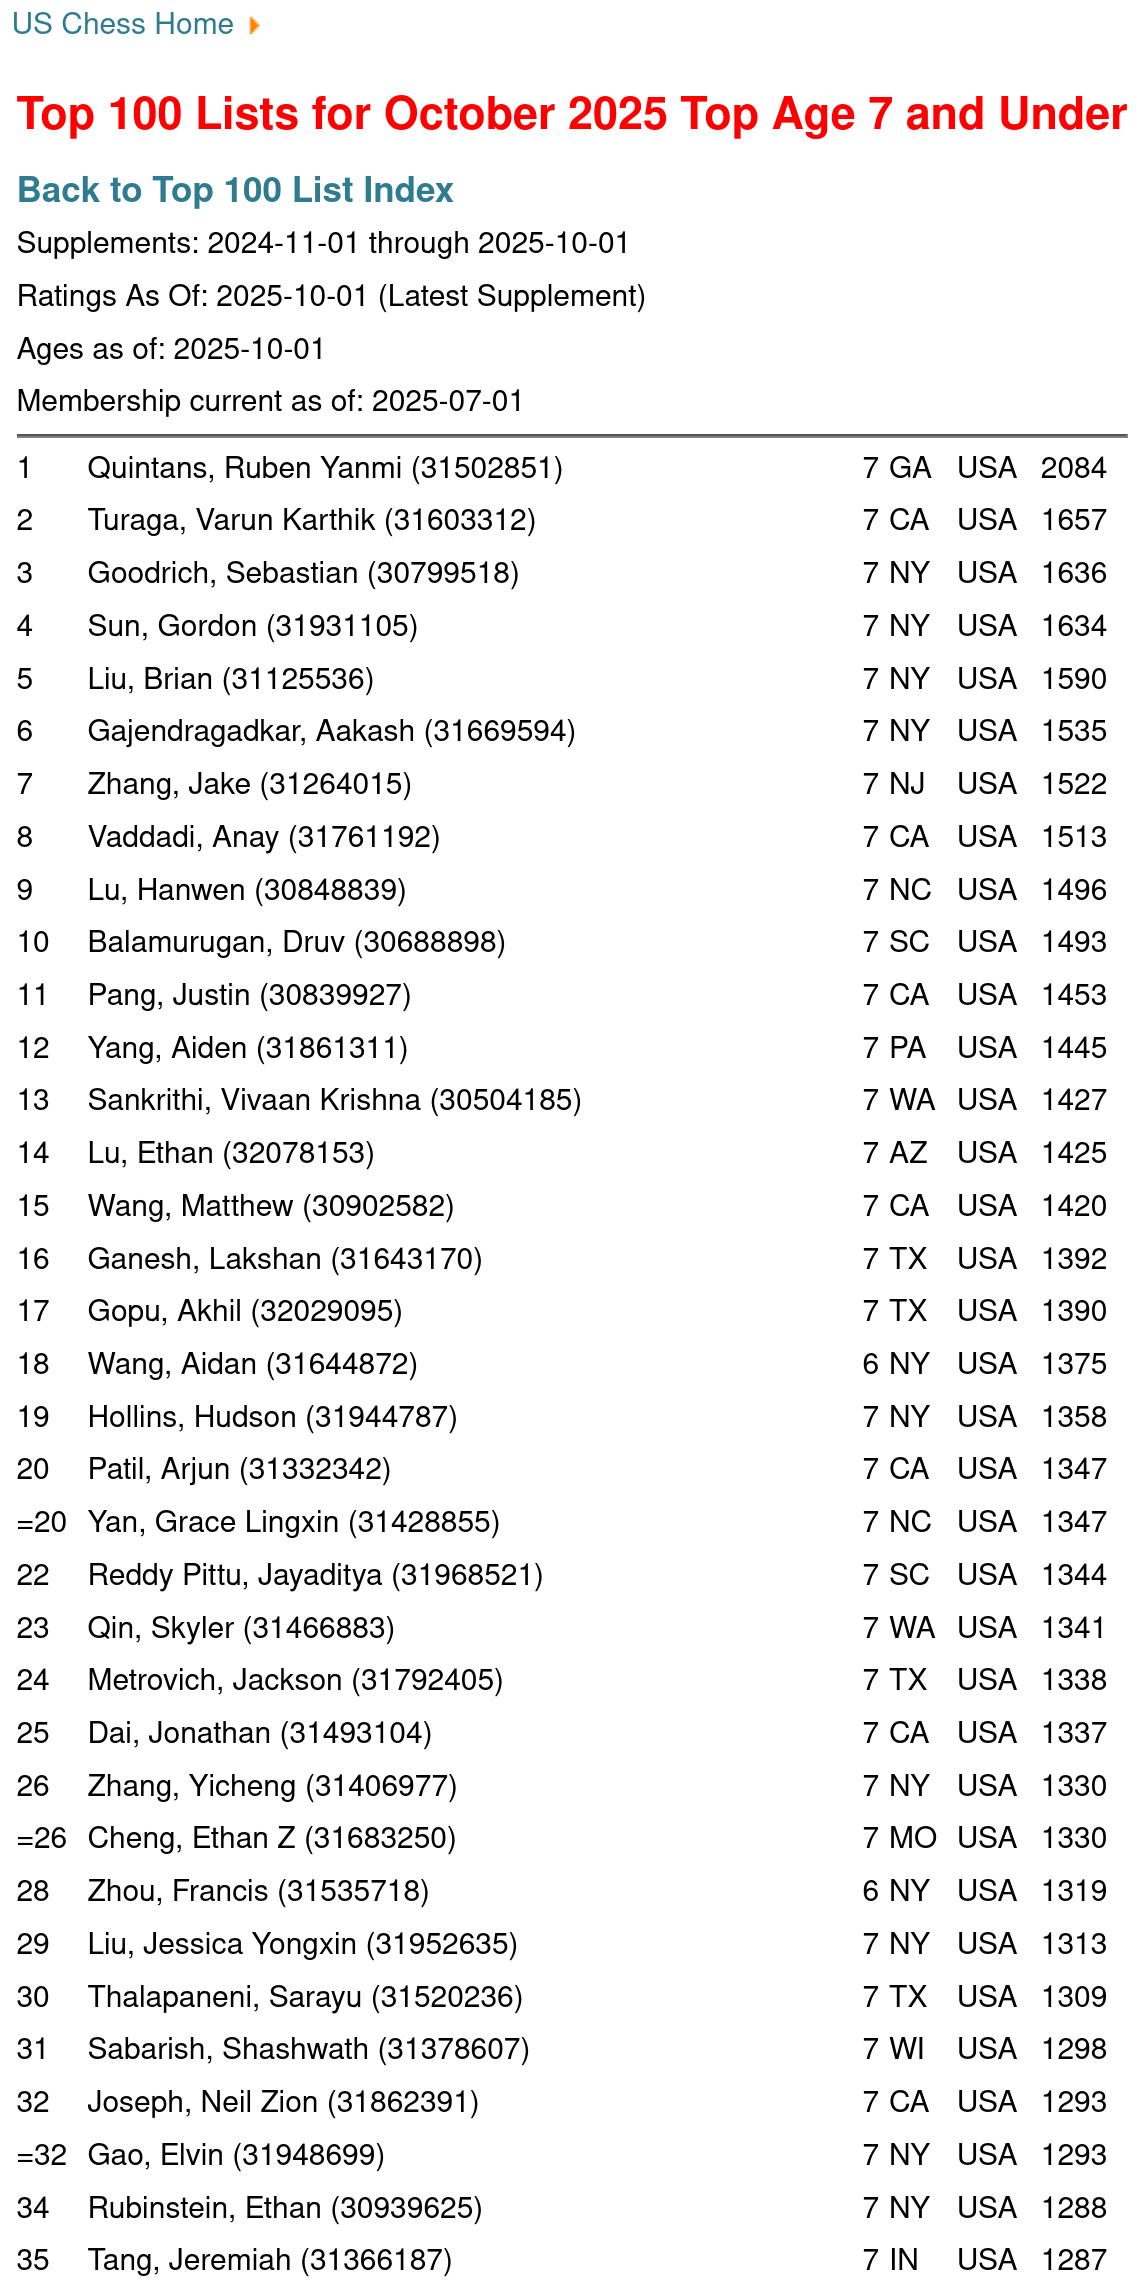 US Chess Home
Top 100 Lists for October 2025 Top Age 7 and Under
Back to Top 100 List Index
Supplements: 2024-11-01 through 2025-10-01
Ratings As Of: 2025-10-01 (Latest Supplement)
Ages as of: 2025-10-01
Membership current as of: 2025-07-01
1 Quintans, Ruben Yanmi (31502851) 7 GA USA 2084
2 Turaga, Varun Karthik (31603312) 7 CA USA 1657
3 Goodrich, Sebastian (30799518) 7 NY USA 1636
4 Sun, Gordon (31931105) 7 NY USA 1634
5 Liu, Brian (31125536) 7 NY USA 1590
6 Gajendragadkar, Aakash (31669594) 7 NY USA 1535
7 Zhang, Jake (31264015) 7 NJ USA 1522
8 Vaddadi, Anay (31761192) 7 CA USA 1513
9 Lu, Hanwen (30848839) 7 NC USA 1496
10 Balamurugan, Druv (30688898) 7 SC USA 1493
11 Pang, Justin (30839927) 7 CA USA 1453
12 Yang, Aiden (31861311) 7 PA USA 1445
13 Sankrithi, Vivaan Krishna (30504185) 7 WA USA 1427
14 Lu, Ethan (32078153) 7 AZ USA 1425
15 Wang, Matthew (30902582) 7 CA USA 1420
16 Ganesh, Lakshan (31643170) 7 TX USA 1392
17 Gopu, Akhil (32029095) 7 TX USA 1390
18 Wang, Aidan (31644872) 6 NY USA 1375
19 Hollins, Hudson (31944787) 7 NY USA 1358
20 Patil, Arjun (31332342) 7 CA USA 1347
=20 Yan, Grace Lingxin (31428855) 7 NC USA 1347
22 Reddy Pittu, Jayaditya (31968521) 7 SC USA 1344
23 Qin, Skyler (31466883) 7 WA USA 1341
24 Metrovich, Jackson (31792405) 7 TX USA 1338
25 Dai, Jonathan (31493104) 7 CA USA 1337
26 Zhang, Yicheng (31406977) 7 NY USA 1330
=26 Cheng, Ethan Z (31683250) 7 MO USA 1330
28 Zhou, Francis (31535718) 6 NY USA 1319
29 Liu, Jessica Yongxin (31952635) 7 NY USA 1313
30 Thalapaneni, Sarayu (31520236) 7 TX USA 1309
31 Sabarish, Shashwath (31378607) 7 WI USA 1298
32 Joseph, Neil Zion (31862391) 7 CA USA 1293
=32 Gao, Elvin (31948699) 7 NY USA 1293
34 Rubinstein, Ethan (30939625) 7 NY USA 1288
35 Tang, Jeremiah (31366187) 7 IN USA 1287